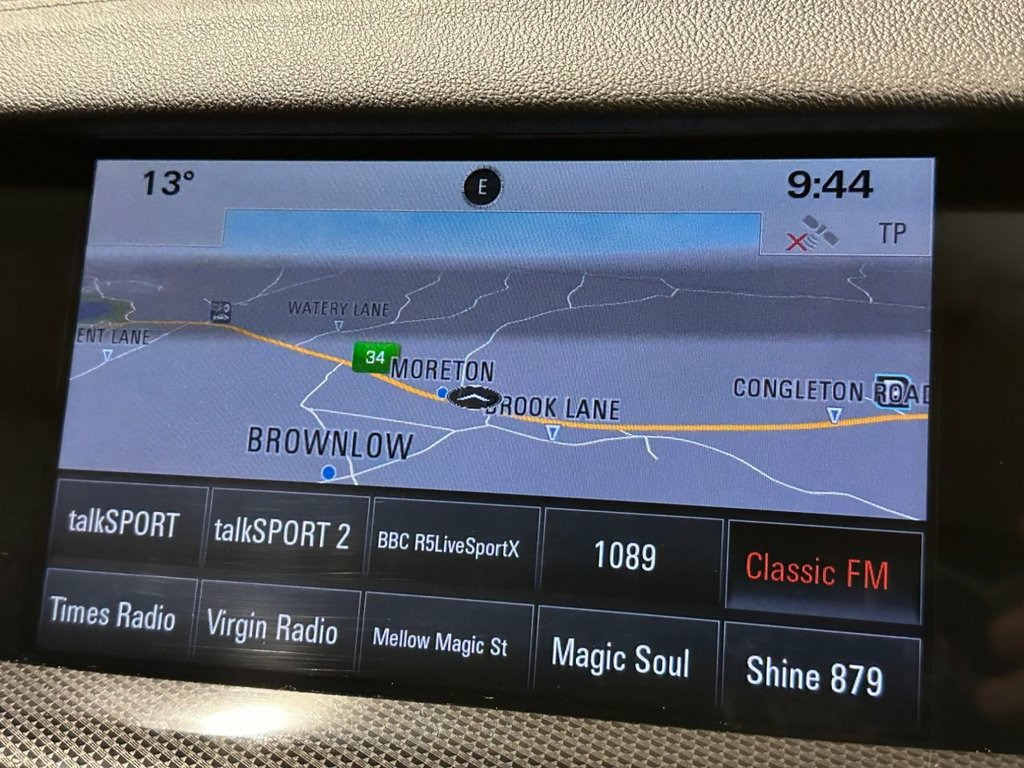 13° E 9:44
TP
WATERY LANE
ENT LANE
34
MORETON
CONGLETON ROAD
BROOK LANE
BROWNLOW
talkSPORT talkSPORT 2 BBC R5LiveSportX 1089 Classic FM
Times Radio Virgin Radio Mellow Magic St Magic Soul Shine 879